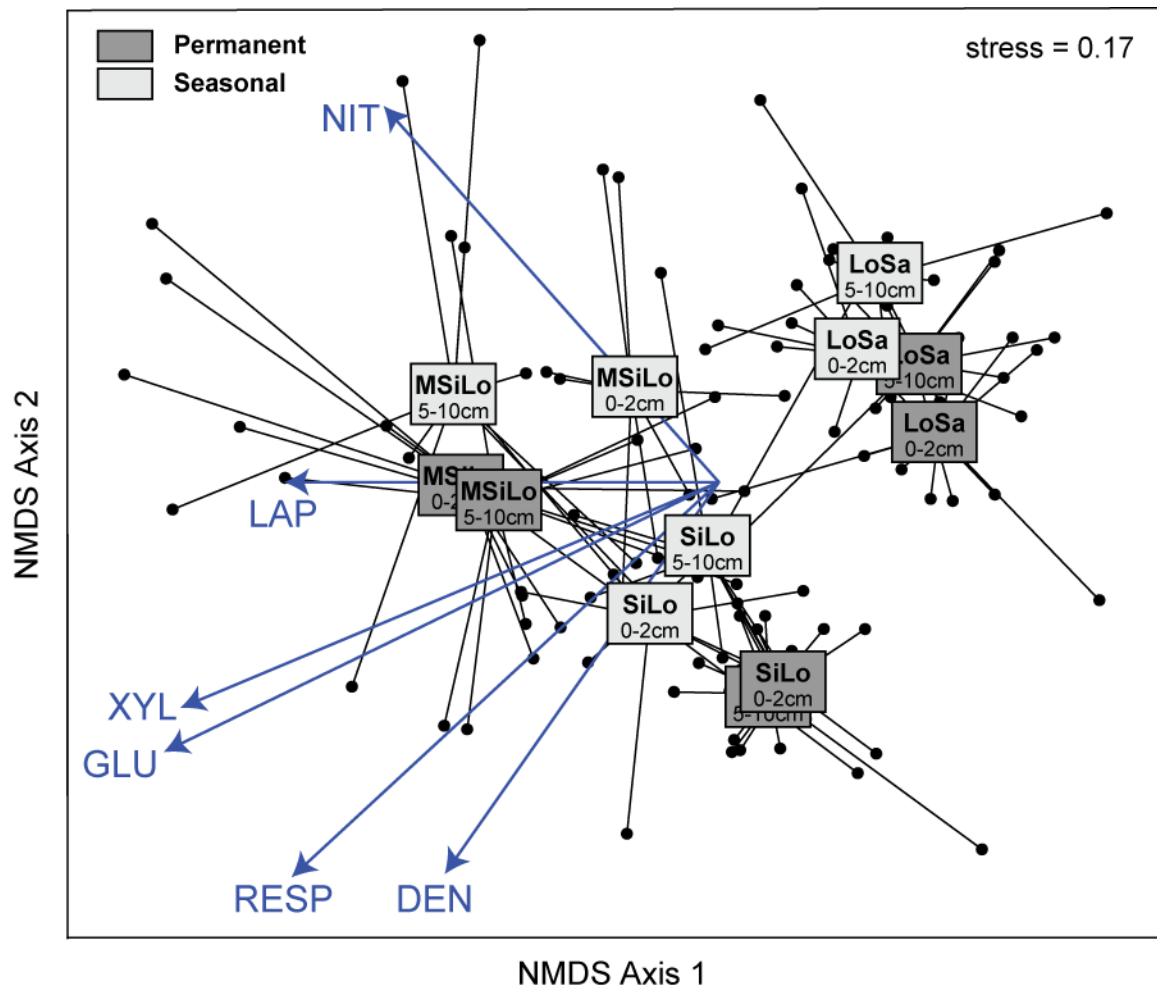 Permanent
Seasonal
stress = 0.17
NIT
LoSa
5-10cm
LoSa
0-2cm
LoSa
5-10cm
LoSa
0-2cm
MSiLo
5-10cm
MSiLo
0-2cm
MSiLo
5-10cm
LAP
SiLo
5-10cm
SiLo
0-2cm
SiLo
0-2cm
5-10cm
XYL
GLU
RESP
DEN
NMDS Axis 2
NMDS Axis 1